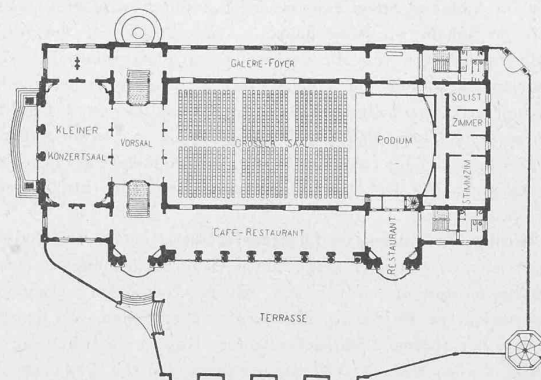 GALERIE-FOYER
SOLIST
ZIMMER
KLEINER
KONZERTSAAL
VORSAAL
GROSSER SAAL
PODIUM
STIMMZIM
CAFE-RESTAURANT
RESTAURANT
TERRASSE